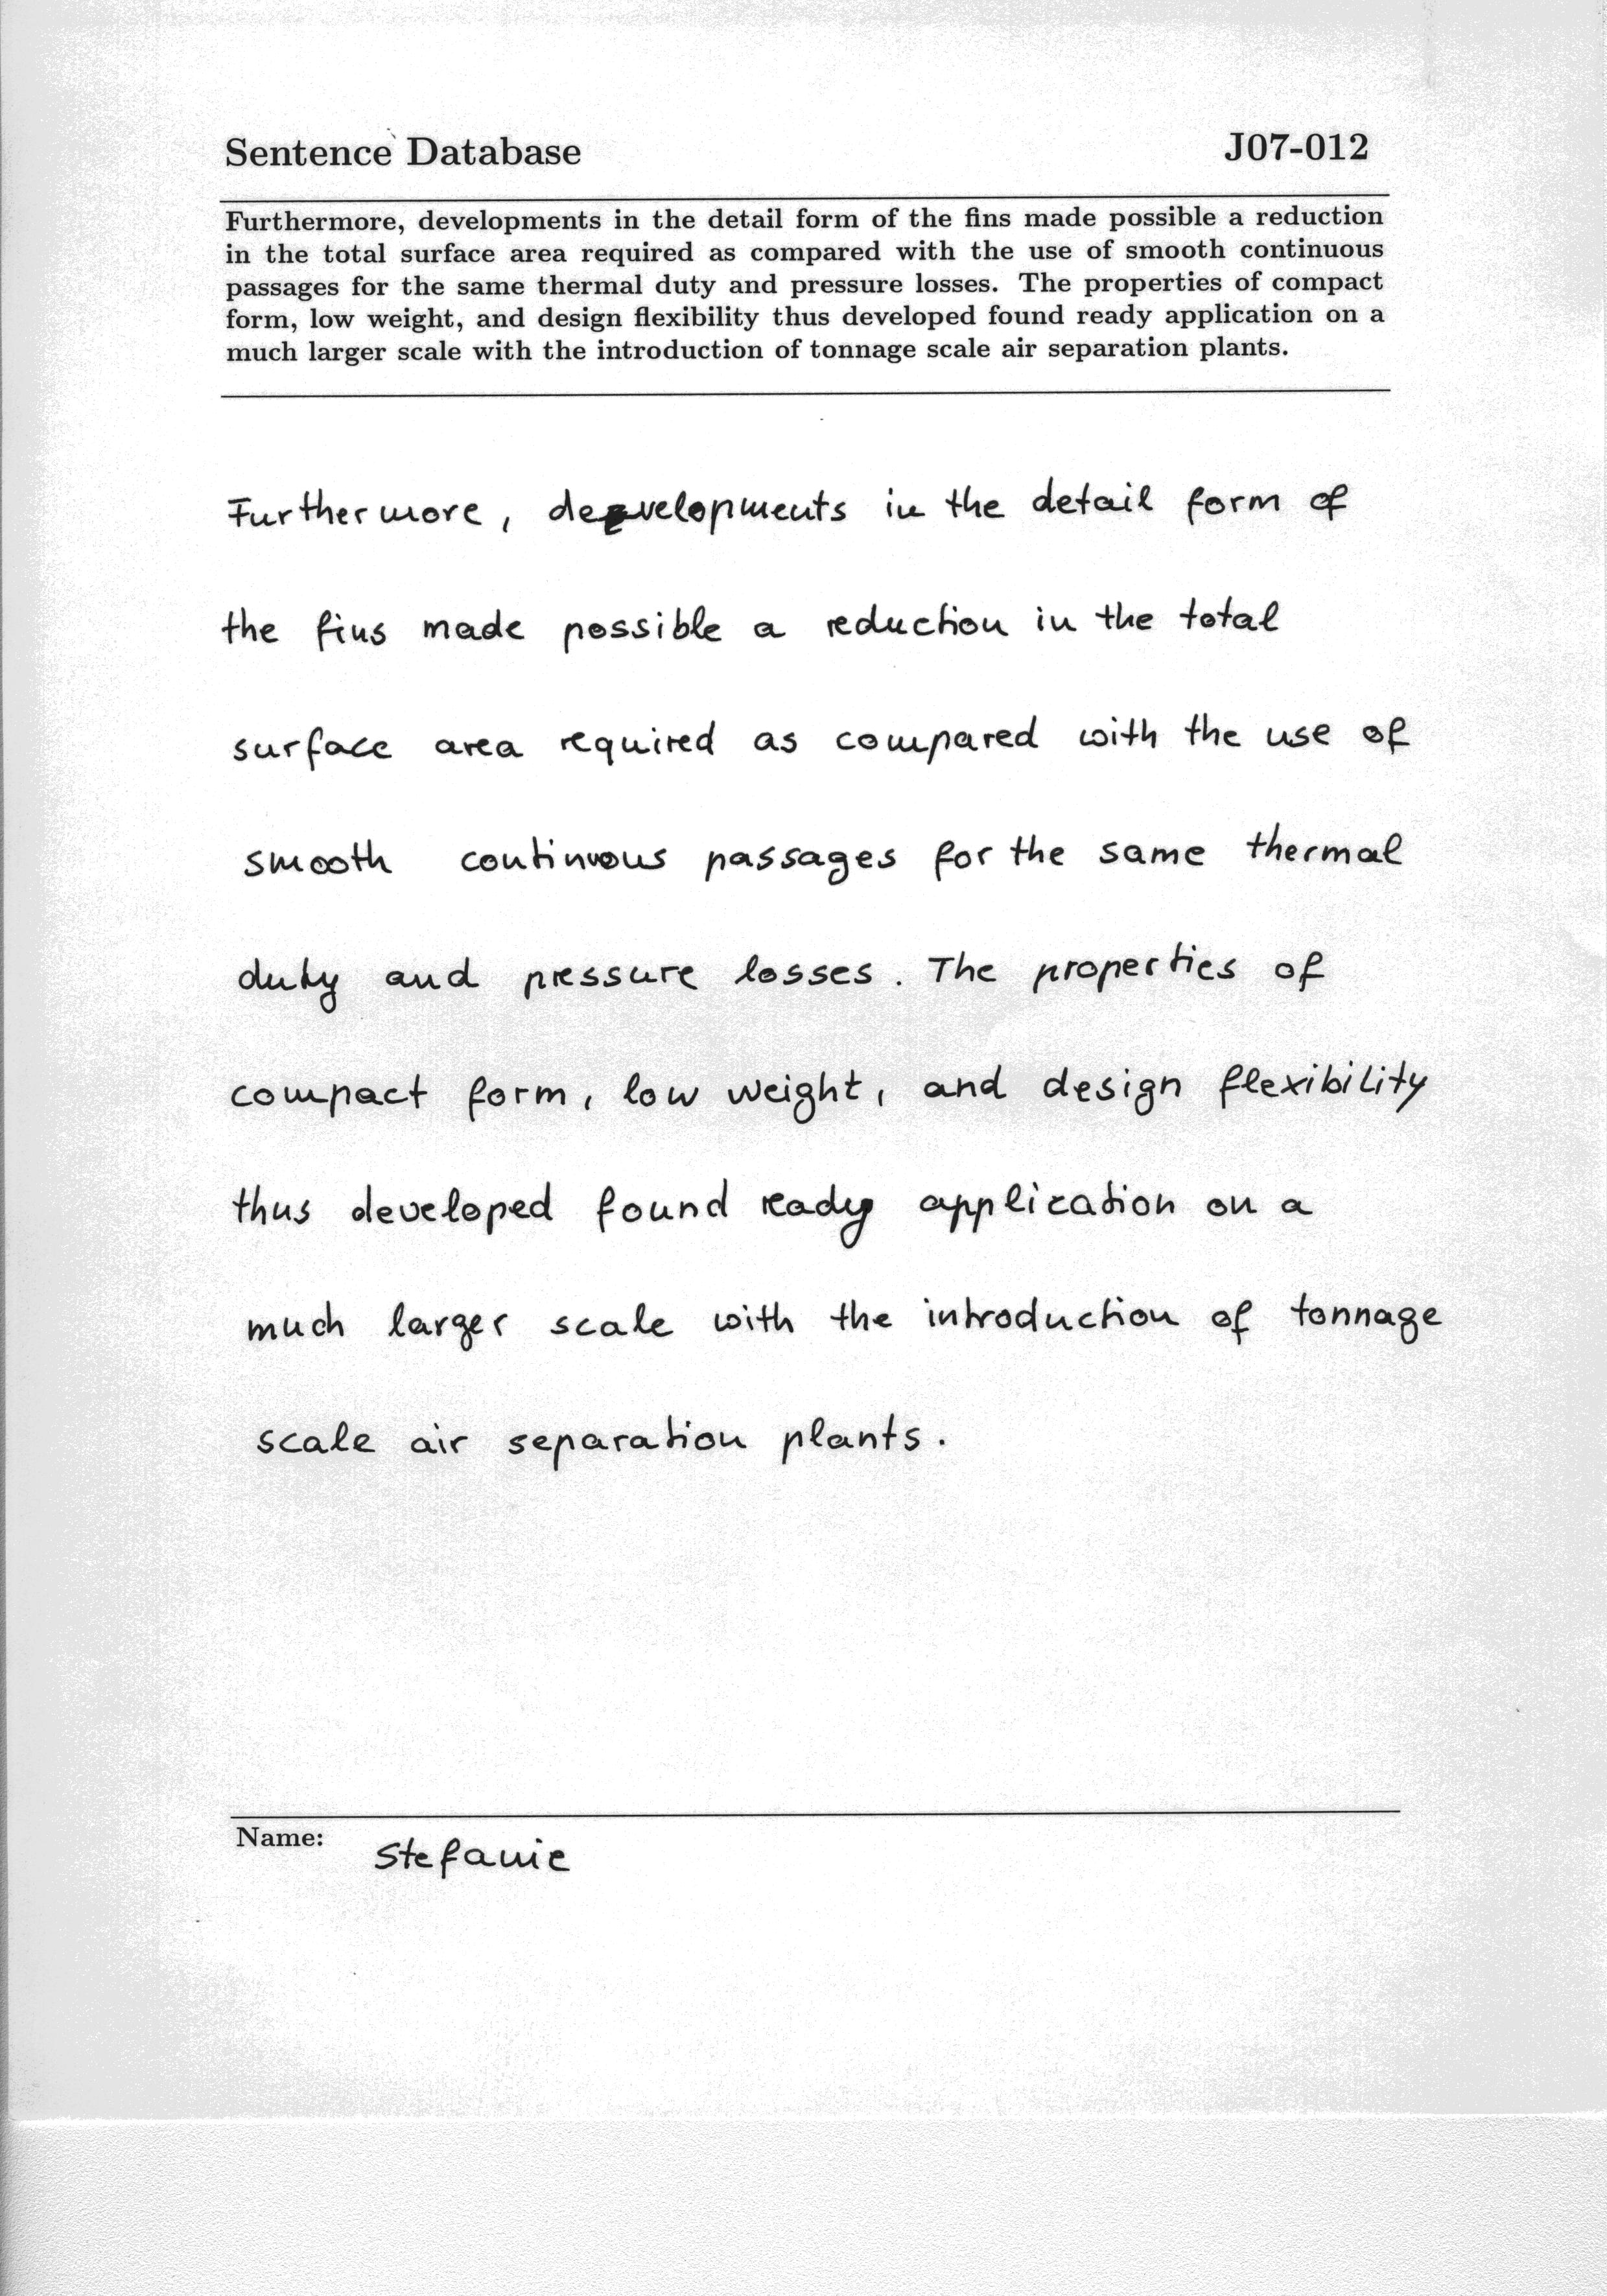 Sentence Database J07-012
Furthermore, developments in the detail form of the fins made possible a reduction
in the total surface area required as compared with the use of smooth continuous
passages for the same thermal duty and pressure losses. The properties of compact
form, low weight, and design flexibility thus developed found ready application on a
much larger scale with the introduction of tonnage scale air separation plants.
Furthermore, developments in the detail form of
the fins made possible a reduction in the total
surface area required as compared with the use of
smooth continuous passages for the same thermal
duty and pressure losses. The properties of
compact form, low weight, and design flexibility
thus developed found ready application on a
much larger scale with the introduction of tonnage
scale air separation plants.
Name: Stefanie